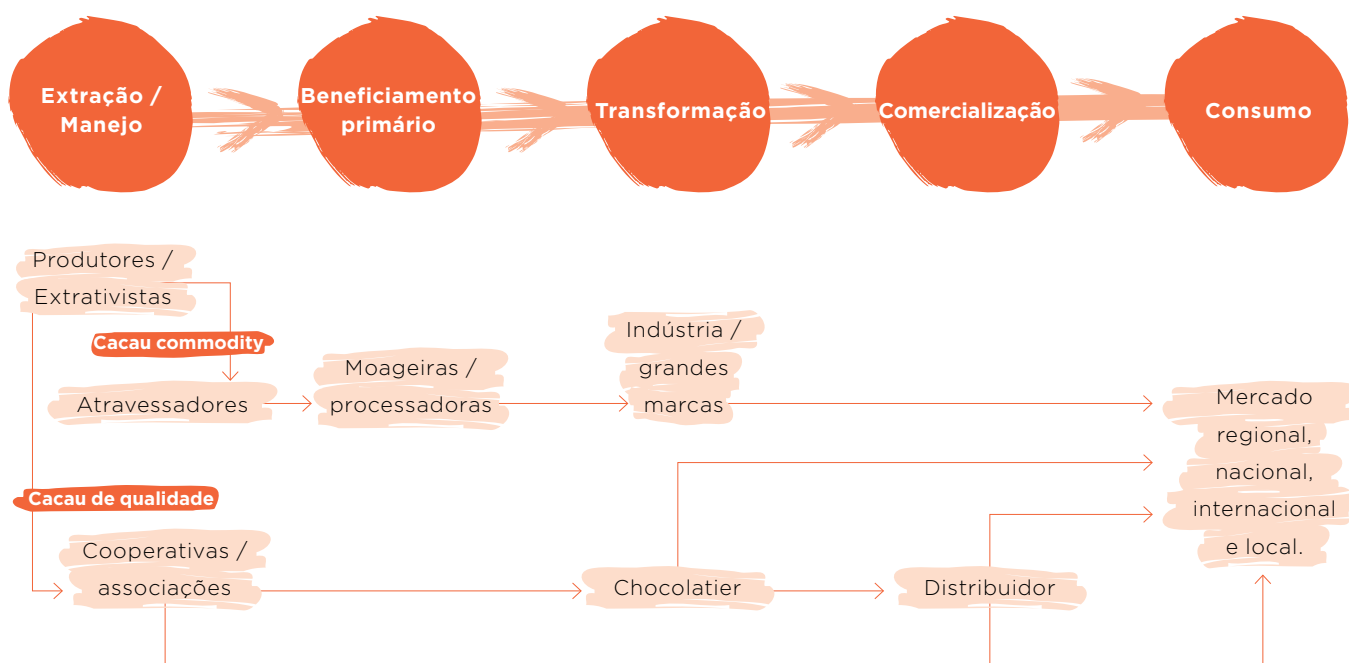 Extração /
Manejo
Beneficiamento
primário
Transformação
Comercialização
Consumo
Produtores /
Extrativistas
Cacau commodity
Atravessadores
Moageiras /
processadoras
Indústria /
grandes
marcas
Mercado
regional,
nacional,
internacional
e local.
Cacau de qualidade
Cooperativas /
associações
Chocolatier
Distribuidor